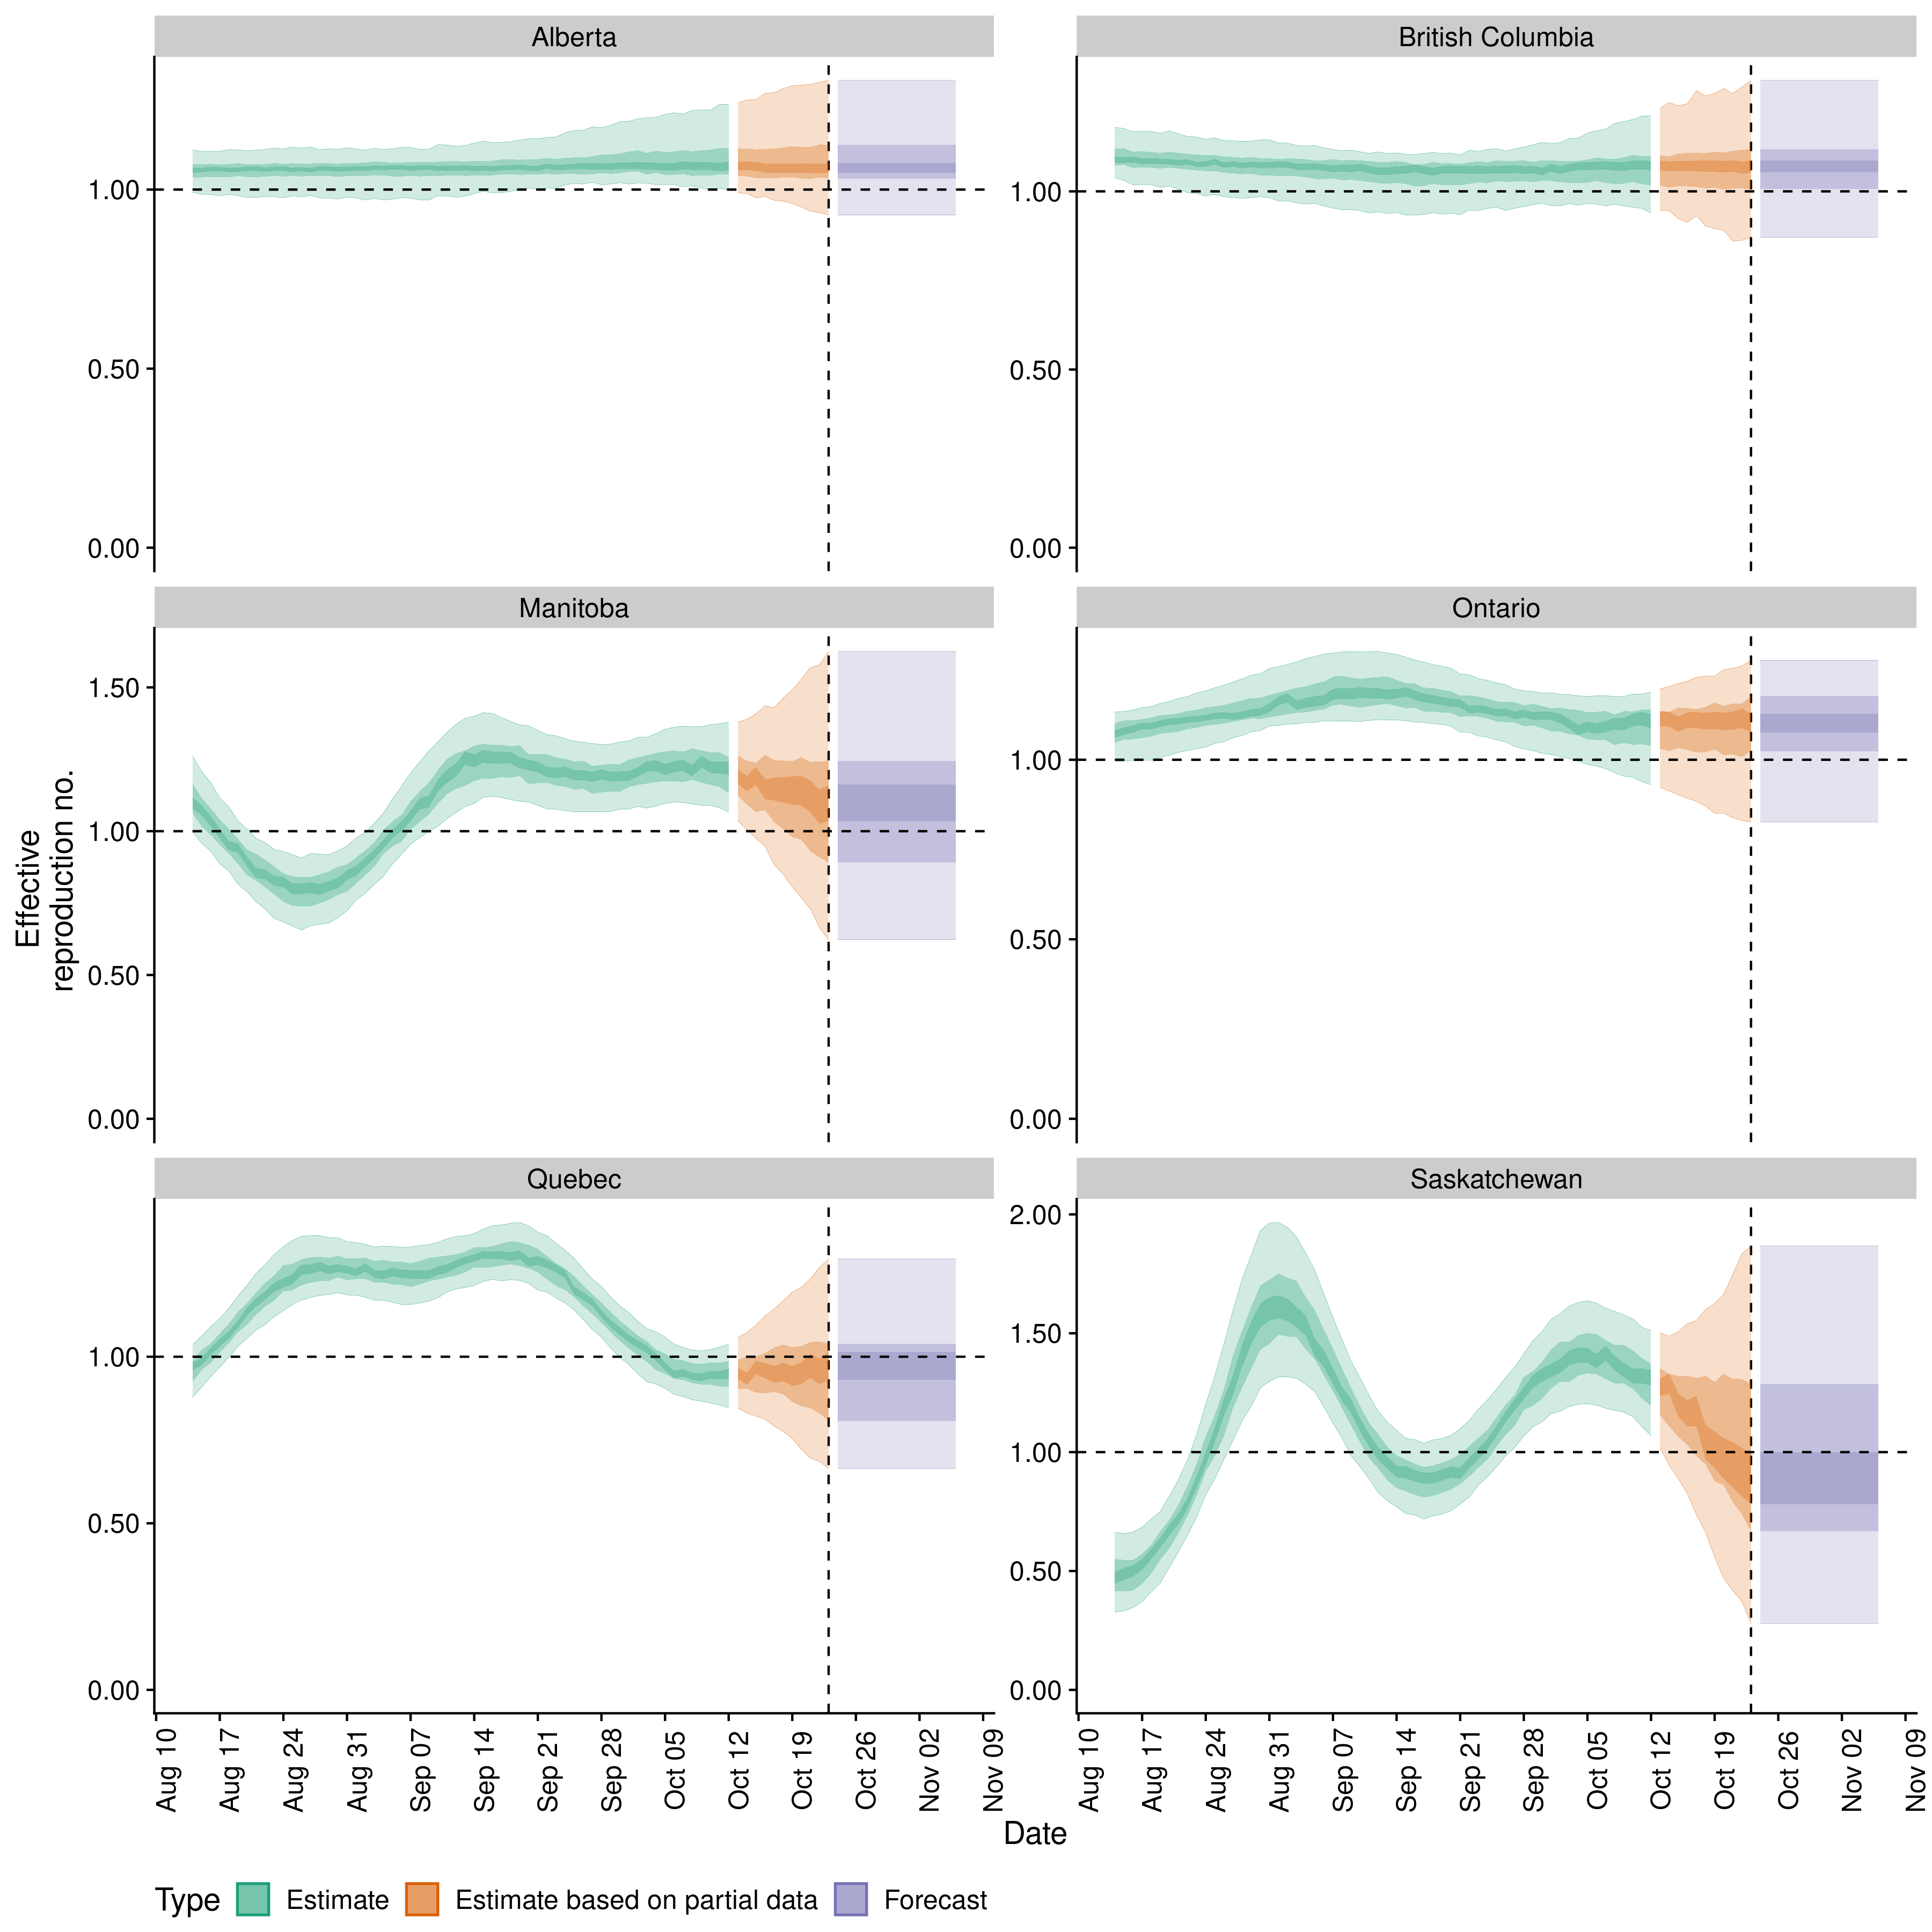 Alberta
British Columbia
1.00
0.50
0.00
1.00
0.50
0.00
Manitoba
Ontario
1.50
1.00
0.50
0.00
1.00
0.50
0.00
Quebec
Saskatchewan
1.00
0.50
0.00
2.00
1.50
1.00
0.50
0.00
Effective
reproduction no.
Aug 10
Aug 17
Aug 24
Aug 31
Sep 07
Sep 14
Sep 21
Sep 28
Oct 05
Oct 12
Oct 19
Oct 26
Nov 02
Nov 09
Aug 10
Aug 17
Aug 24
Aug 31
Sep 07
Sep 14
Sep 21
Sep 28
Oct 05
Oct 12
Oct 19
Oct 26
Nov 02
Nov 09
Date
Type Estimate Estimate based on partial data Forecast